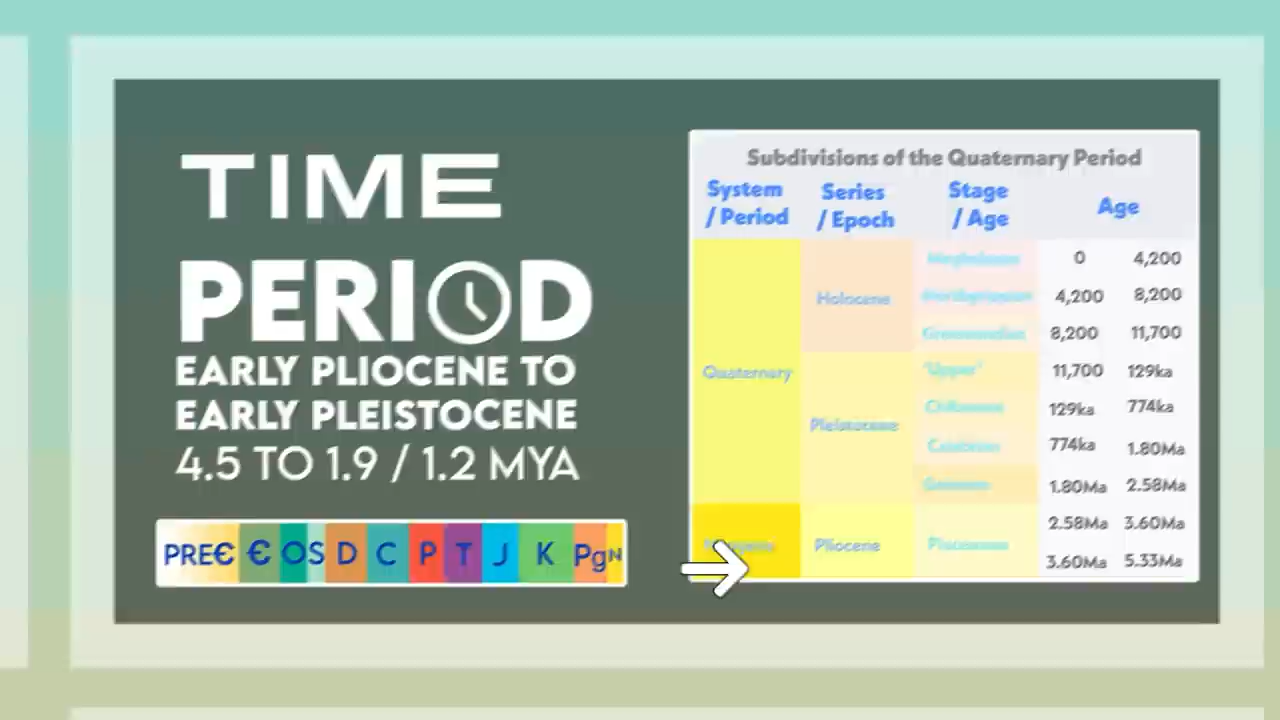 TIME
PERIOD
EARLY PLIOCENE TO
EARLY PLEISTOCENE
4.5 TO 1.9 / 1.2 MYA
PRE€ € O S D C P T J K Pg N
Subdivisions of the Quaternary Period
System / Period
Series / Epoch
Stage / Age
Age
Quaternary
Holocene
0 4,200
4,200 8,200
Greenlandian 8,200 11,700
Pleistocene
'Upper' 11,700 129ka
129ka 774ka
774ka 1.80Ma
1.80Ma 2.58Ma
Pliocene
2.58Ma 3.60Ma
3.60Ma 5.33Ma